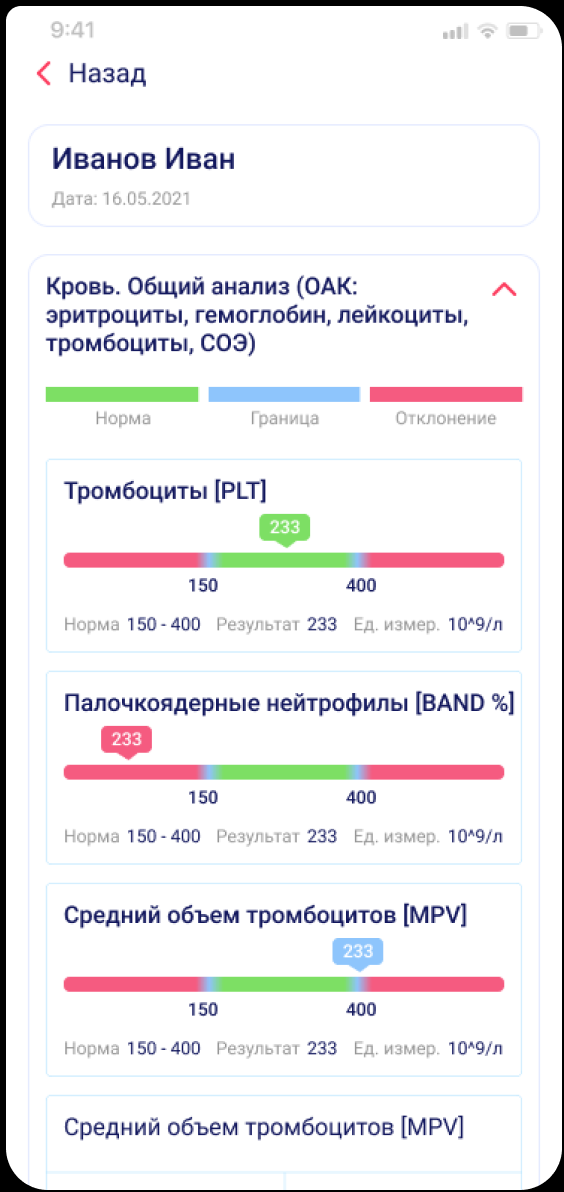 9:41
Назад
Иванов Иван
Дата: 16.05.2021
Кровь. Общий анализ (ОАК:
эритроциты, гемоглобин, лейкоциты,
тромбоциты, СОЭ)
Норма Граница Отклонение
Тромбоциты [PLT]
233
150 400
Норма 150 - 400 Результат 233 Ед. измер. 10^9/л
Палочкоядерные нейтрофилы [BAND %]
233
150 400
Норма 150 - 400 Результат 233 Ед. измер. 10^9/л
Средний объем тромбоцитов [MPV]
233
150 400
Норма 150 - 400 Результат 233 Ед. измер. 10^9/л
Средний объем тромбоцитов [MPV]